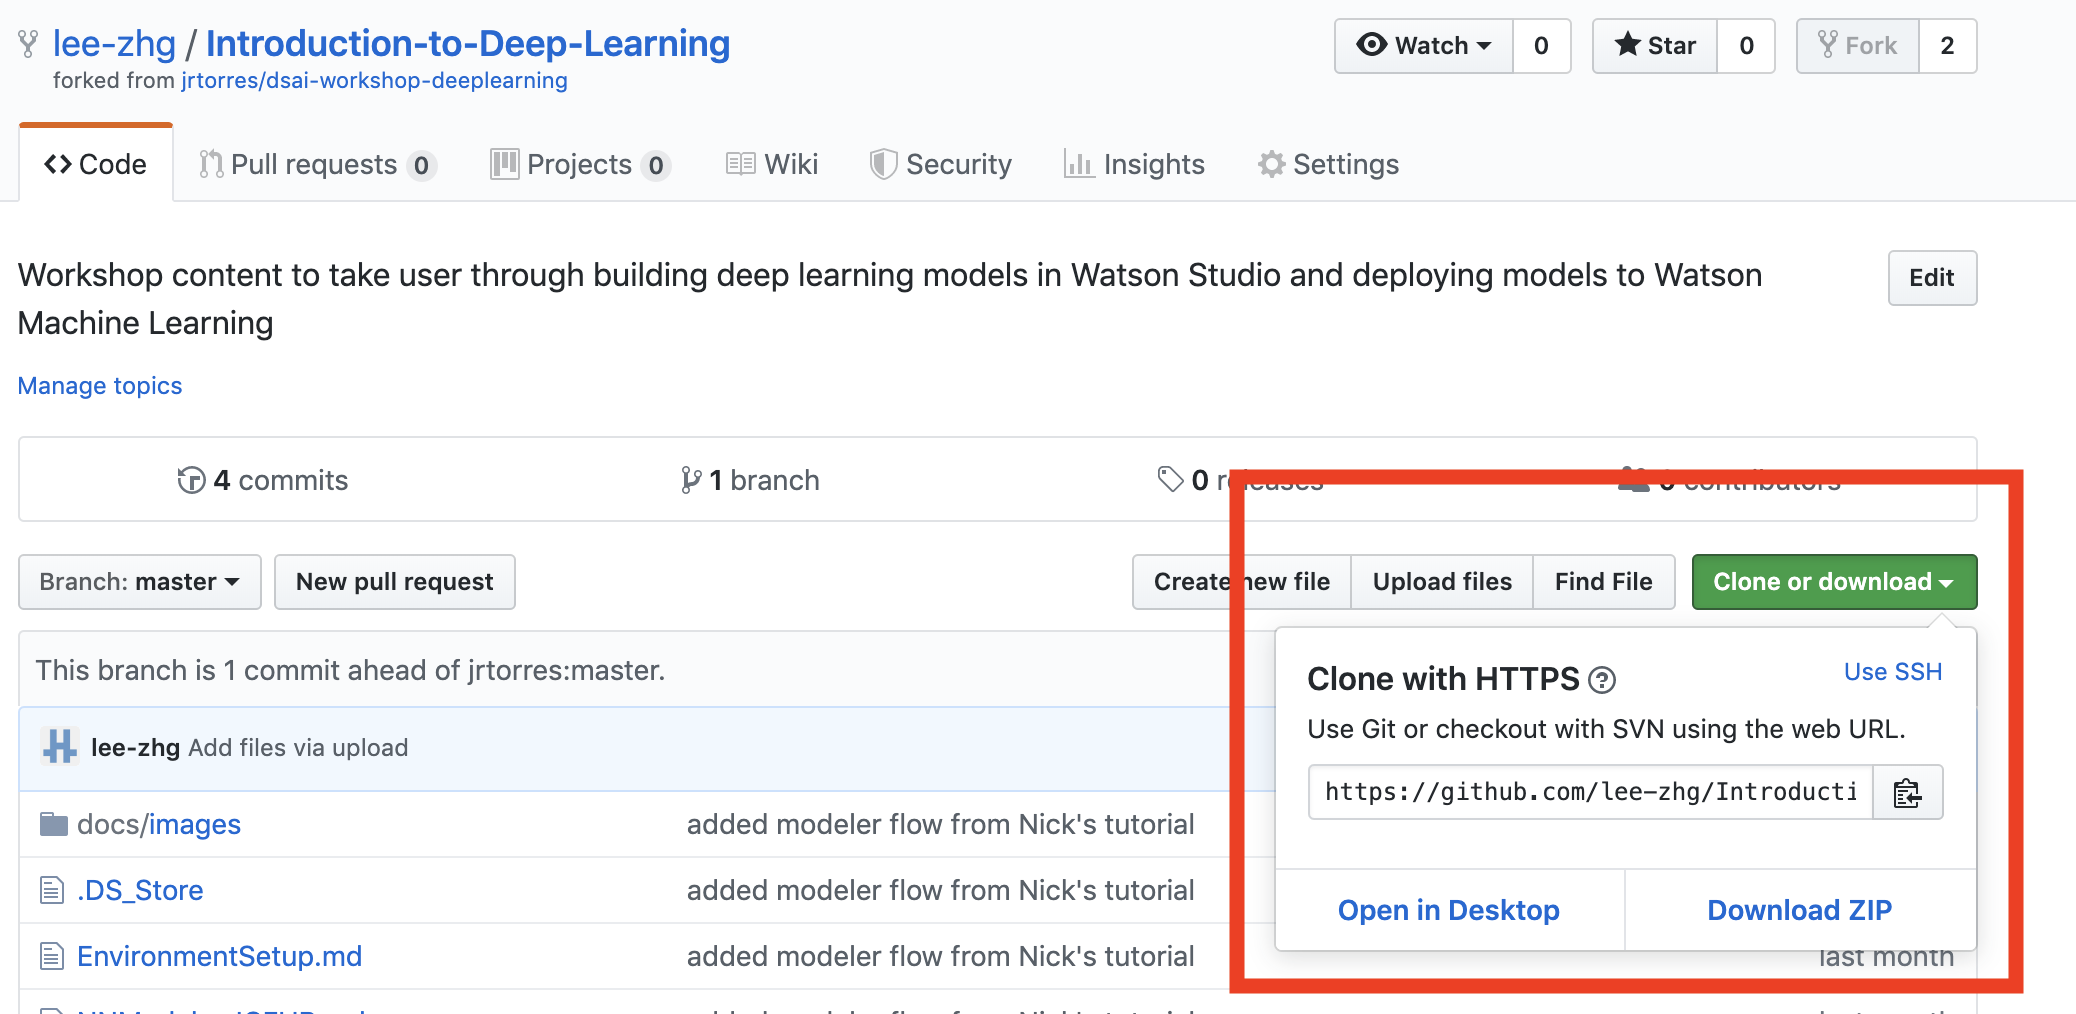 lee-zhg / Introduction-to-Deep-Learning
forked from jrtorres/dsai-workshop-deeplearning
Watch 0 Star 0 Fork 2
Code Pull requests 0 Projects 0 Wiki Security Insights Settings
Workshop content to take user through building deep learning models in Watson Studio and deploying models to Watson
Machine Learning
Edit
Manage topics
4 commits 1 branch 0 releases contributors
Branch: master New pull request Create new file Upload files Find File Clone or download
This branch is 1 commit ahead of jrtorres:master.
lee-zhg Add files via upload
docs/images added modeler flow from Nick's tutorial
.DS_Store added modeler flow from Nick's tutorial
EnvironmentSetup.md added modeler flow from Nick's tutorial last month
Clone with HTTPS ? Use SSH
Use Git or checkout with SVN using the web URL.
https://github.com/lee-zhg/Introducti
Open in Desktop Download ZIP